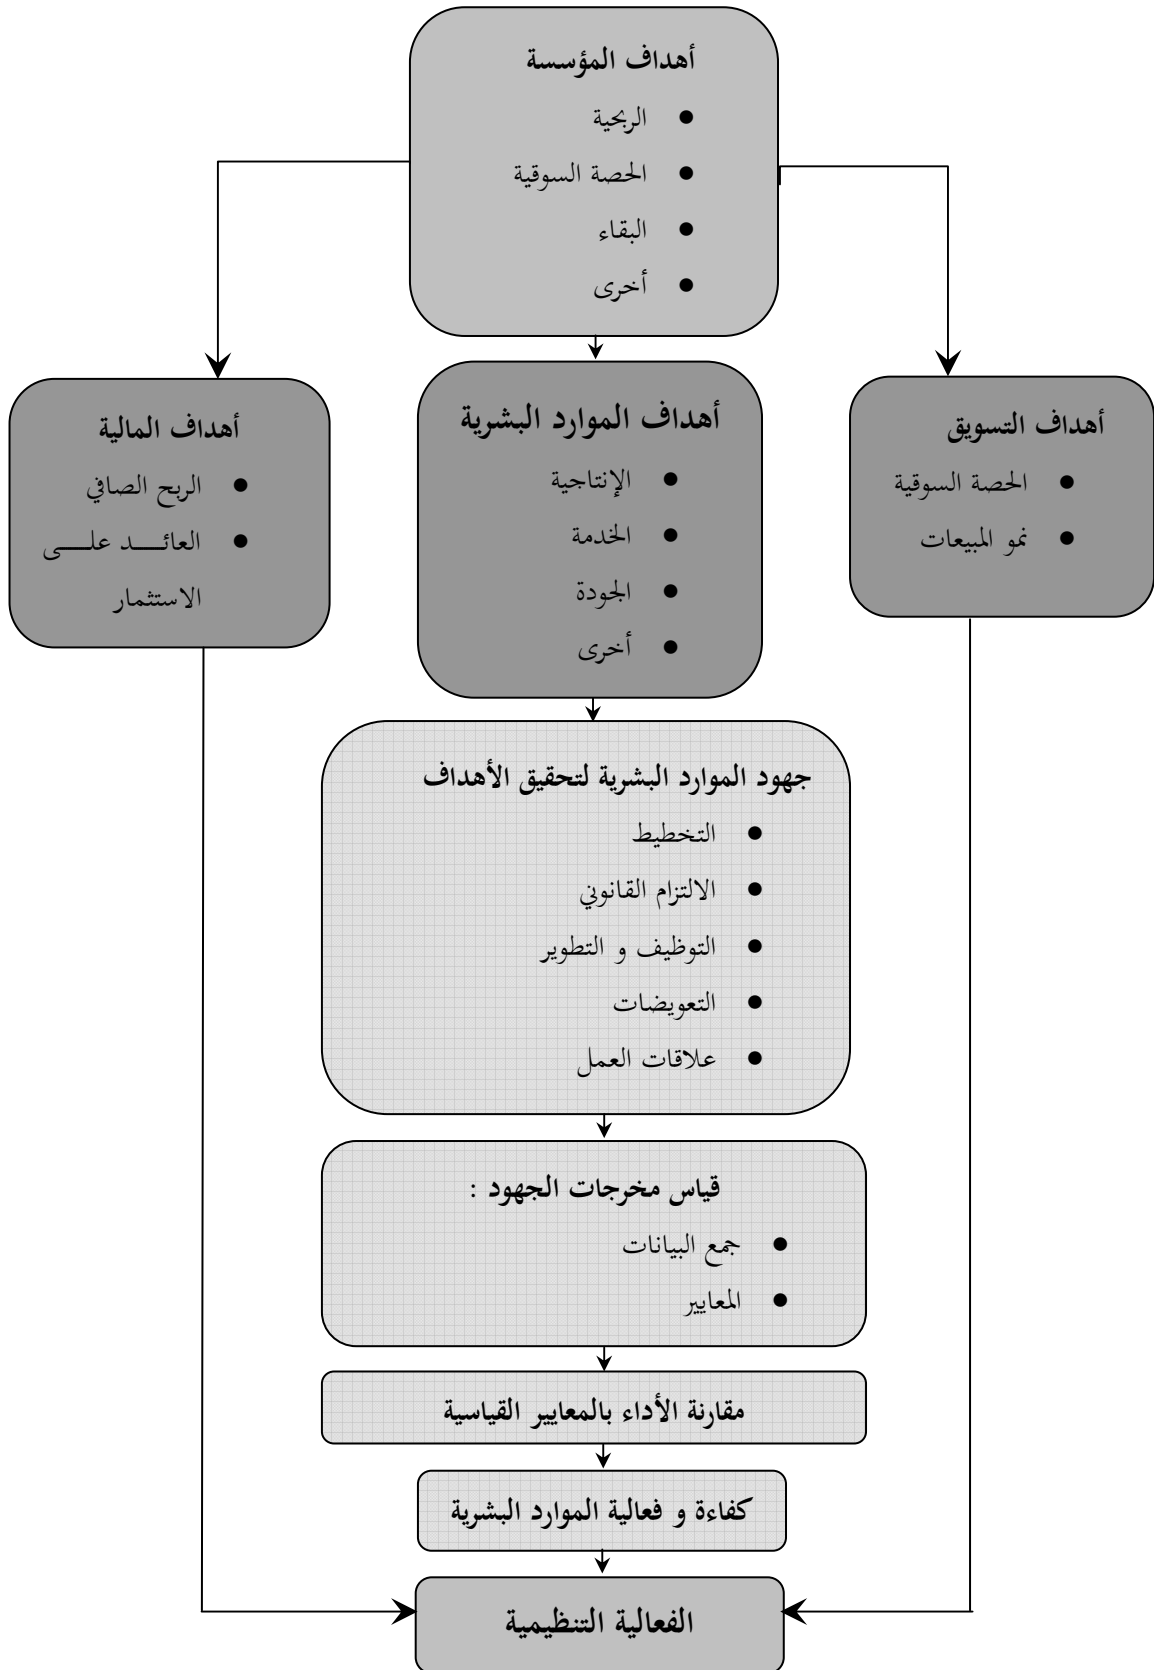 أهداف المؤسسة
● الربحية
● الحصة السوقية
● البقاء
● أخرى
أهداف التسويق
● الحصة السوقية
● نمو المبيعات
أهداف الموارد البشرية
● الإنتاجية
● الخدمة
● الجودة
● أخرى
أهداف المالية
● الربح الصافي
● العائد على
الاستثمار
جهود الموارد البشرية لتحقيق الأهداف
● التخطيط
● الالتزام القانوني
● التوظيف و التطوير
● التعويضات
● علاقات العمل
قياس مخرجات الجهود :
● جمع البيانات
● المعايير
مقارنة الأداء بالمعايير القياسية
كفاءة و فعالية الموارد البشرية
الفعالية التنظيمية